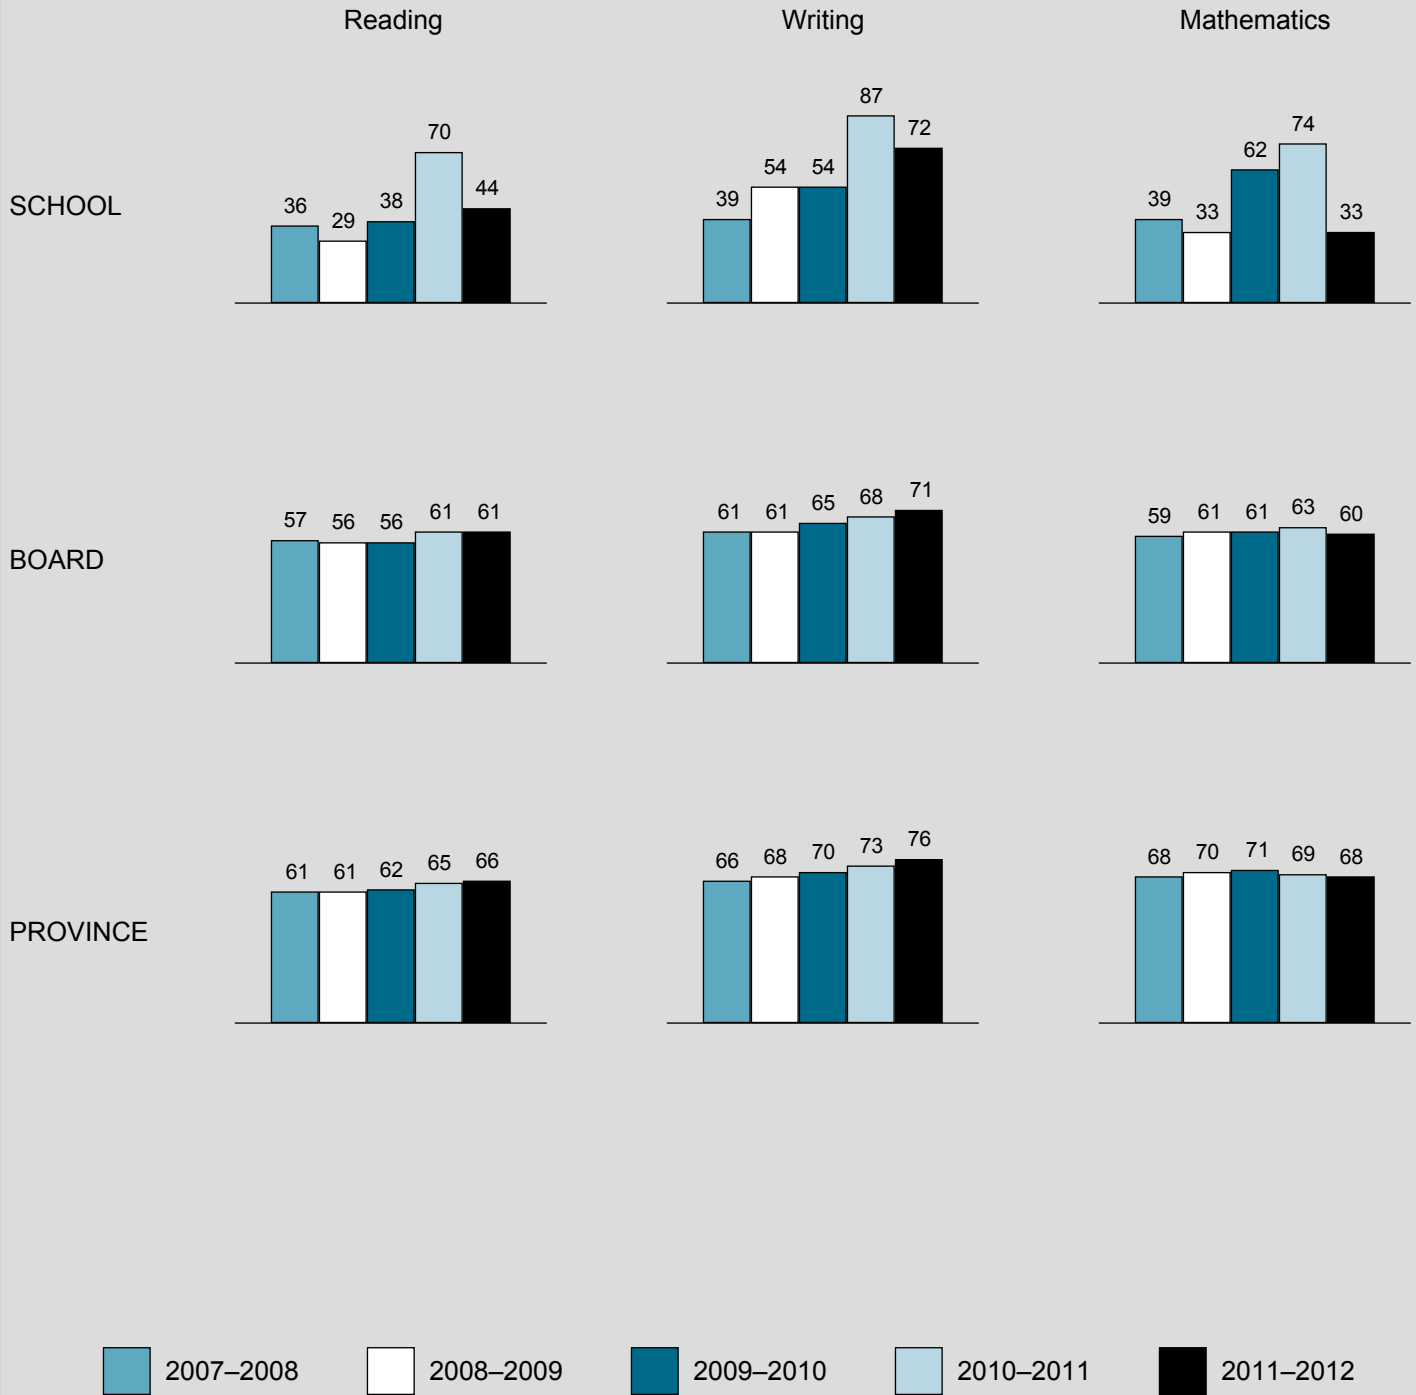 Reading Writing Mathematics
SCHOOL
36 29 38 70 44
39 54 54 87 72
39 33 62 74 33
BOARD
57 56 56 61 61
61 61 65 68 71
59 61 61 63 60
PROVINCE
61 61 62 65 66
66 68 70 73 76
68 70 71 69 68
2007–2008 2008–2009 2009–2010 2010–2011 2011–2012